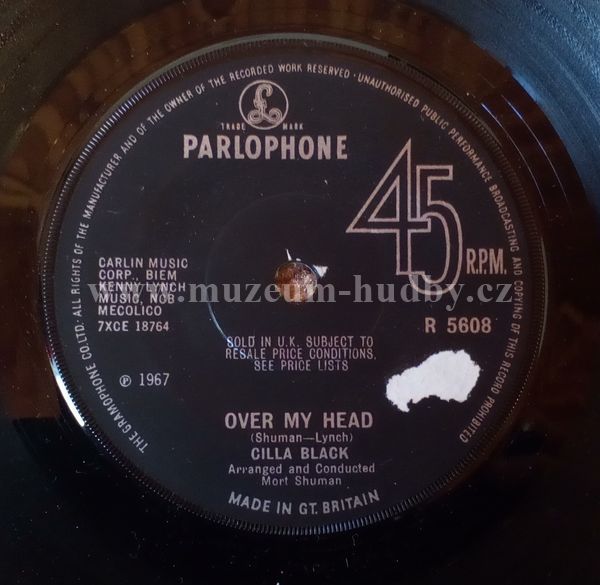 THE GRAMOPHONE CO. LTD. ALL RIGHTS OF THE MANUFACTURER AND OF THE OWNER OF THE RECORDED WORK RESERVED · UNAUTHORISED PUBLIC PERFORMANCE BROADCASTING AND COPYING OF THIS RECORD PROHIBITED
£
TRADE MARK
PARLOPHONE
45
R.P.M.
CARLIN MUSIC
CORP., BIEM
KENNY LYNCH
MUSIC, NCB
MECOLICO
7XCE 18764
www.muzeum-hudby.cz
R 5608
SOLD IN U.K. SUBJECT TO
RESALE PRICE CONDITIONS,
SEE PRICE LISTS
℗ 1967
OVER MY HEAD
(Shuman—Lynch)
CILLA BLACK
Arranged and Conducted
Mort Shuman
MADE IN GT. BRITAIN